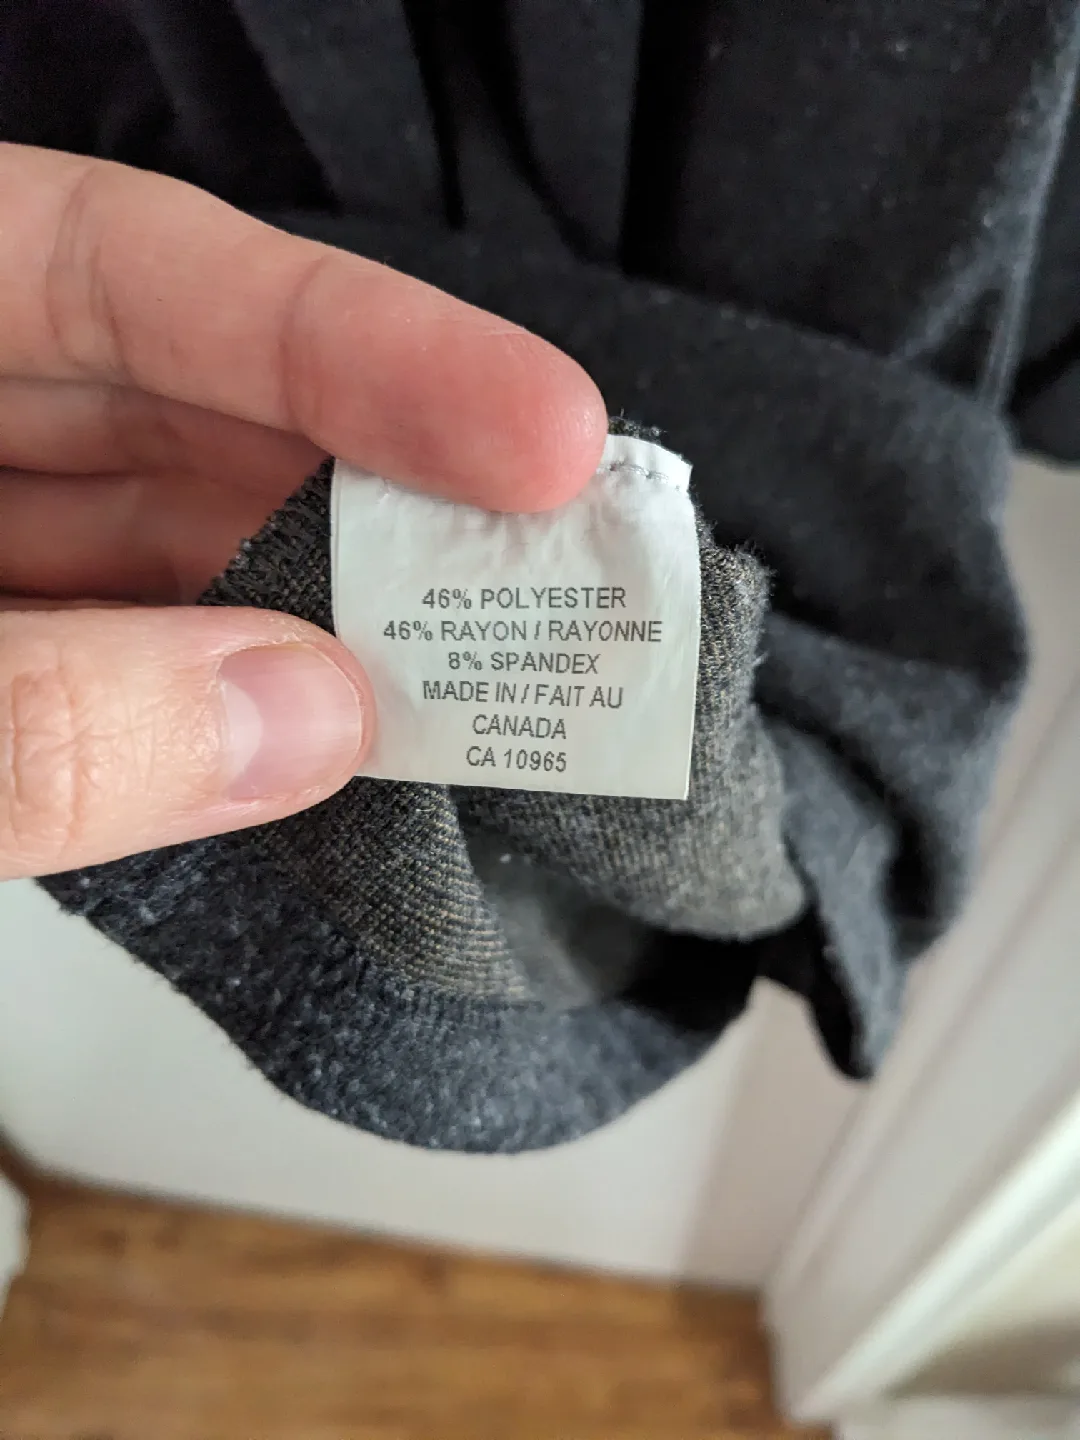 46% POLYESTER
46% RAYON / RAYONNE
8% SPANDEX
MADE IN / FAIT AU
CANADA
CA 10965